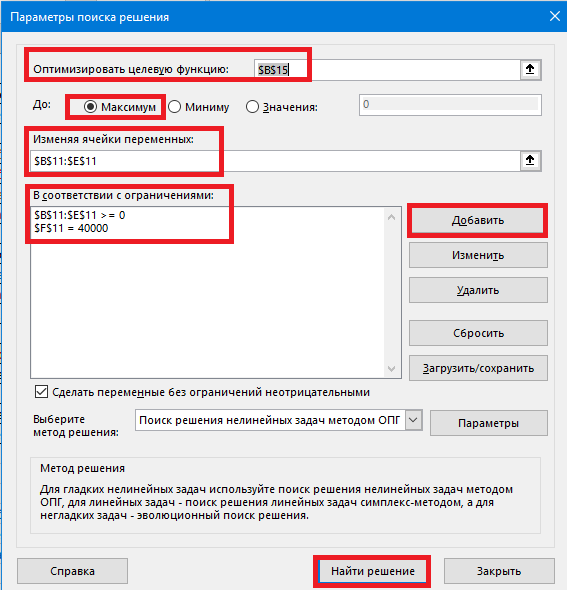 Параметры поиска решения
Оптимизировать целевую функцию: $B$15
До: Максимум Миниму Значения: 0
Изменяя ячейки переменных:
$B$11:$E$11
В соответствии с ограничениями:
$B$11:$E$11 >= 0
$F$11 = 40000
Добавить
Изменить
Удалить
Сбросить
Загрузить/сохранить
Сделать переменные без ограничений неотрицательными
Выберите
метод решения:
Поиск решения нелинейных задач методом ОПГ
Параметры
Метод решения
Для гладких нелинейных задач используйте поиск решения нелинейных задач методом
ОПГ, для линейных задач - поиск решения линейных задач симплекс-методом, а для
негладких задач - эволюционный поиск решения.
Справка
Найти решение
Закрыть